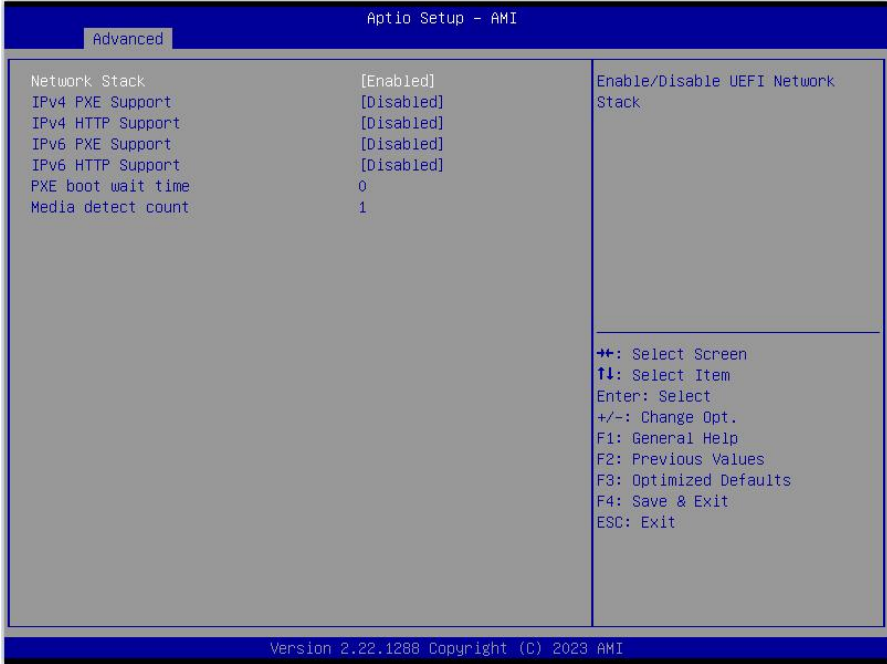 Aptio Setup – AMI
Advanced
Network Stack [Enabled]
IPv4 PXE Support [Disabled]
IPv4 HTTP Support [Disabled]
IPv6 PXE Support [Disabled]
IPv6 HTTP Support [Disabled]
PXE boot wait time 0
Media detect count 1
Enable/Disable UEFI Network
Stack
→←: Select Screen
↑↓: Select Item
Enter: Select
+/-: Change Opt.
F1: General Help
F2: Previous Values
F3: Optimized Defaults
F4: Save & Exit
ESC: Exit
Version 2.22.1288 Copyright (C) 2023 AMI